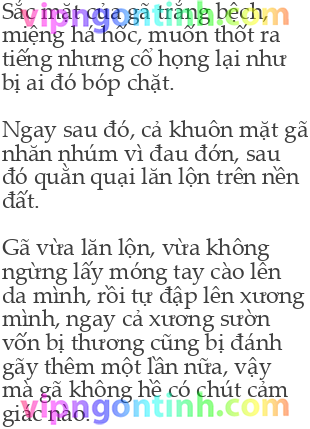 Sắc mặt của gã trắng bệch,
miệng há hốc, muốn thốt ra
tiếng nhưng cổ họng lại như
bị ai đó bóp chặt.
Ngay sau đó, cả khuôn mặt gã
nhăn nhúm vì đau đớn, sau
đó quằn quại lăn lộn trên nền
đất.
Gã vừa lăn lộn, vừa không
ngừng lấy móng tay cào lên
da mình, rồi tự đập lên xương
mình, ngay cả xương sườn
vốn bị thương cũng bị đánh
gãy thêm một lần nữa, vậy
mà gã không hề có chút cảm
giác nào.
vipngontinh.com
vipngontinh.com